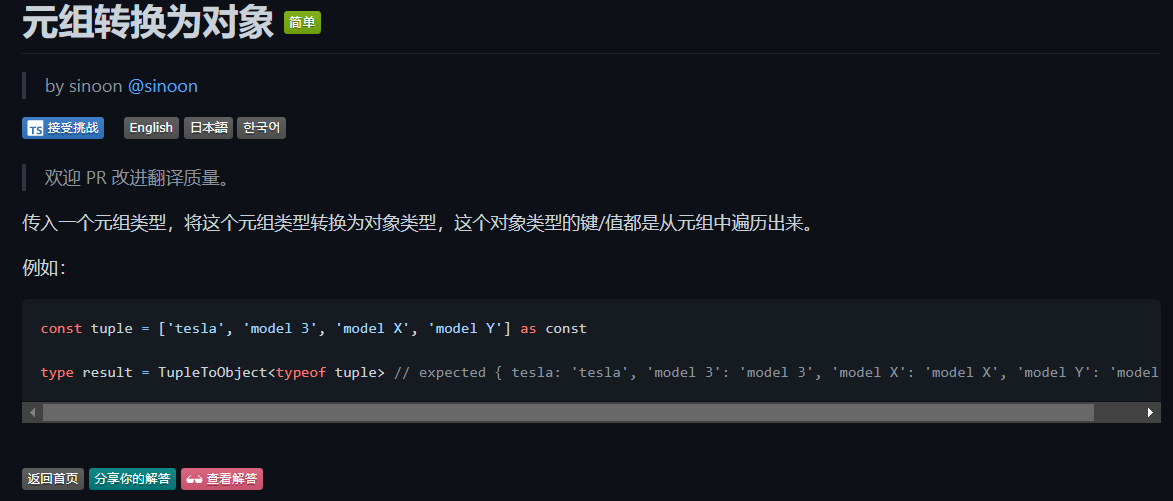 元组转换为对象 简单
by sinoon @sinoon
TS 接受挑战 English 日本語 한국어
欢迎 PR 改进翻译质量。
传入一个元组类型，将这个元组类型转换为对象类型，这个对象类型的键/值都是从元组中遍历出来。
例如：
const tuple = ['tesla', 'model 3', 'model X', 'model Y'] as const
type result = TupleToObject<typeof tuple> // expected { tesla: 'tesla', 'model 3': 'model 3', 'model X': 'model X', 'model Y': 'model
返回首页 分享你的解答 查看解答